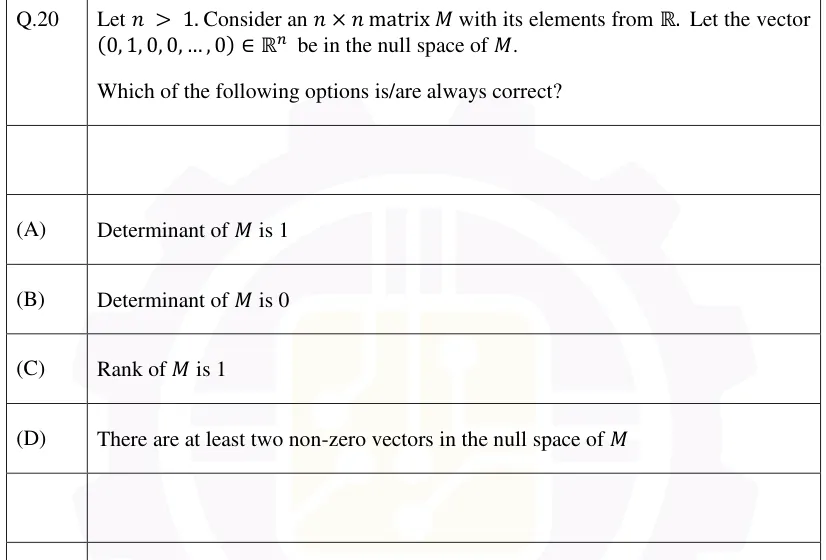 Q.20 Let 𝑛 > 1. Consider an 𝑛 × 𝑛 matrix 𝑀 with its elements from ℝ. Let the vector
(0, 1, 0, 0, … , 0) ∈ ℝⁿ be in the null space of 𝑀.
Which of the following options is/are always correct?
(A) Determinant of 𝑀 is 1
(B) Determinant of 𝑀 is 0
(C) Rank of 𝑀 is 1
(D) There are at least two non-zero vectors in the null space of 𝑀